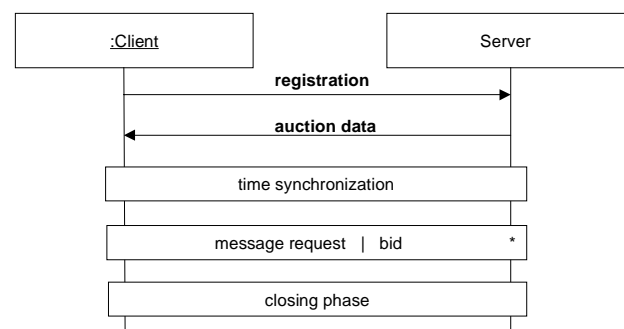 :Client
Server
registration
auction data
time synchronization
message request | bid *
closing phase